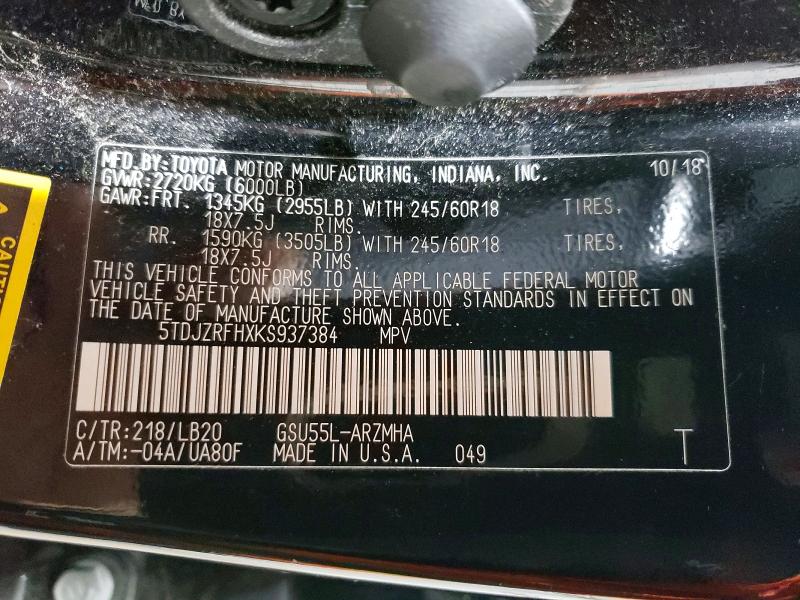 MFD.BY:TOYOTA MOTOR MANUFACTURING, INDIANA, INC. 10/18
GVWR:2720KG (6000LB)
GAWR:FRT. 1345KG (2955LB) WITH 245/60R18 TIRES,
18X7.5J RIMS.
RR. 1590KG (3505LB) WITH 245/60R18 TIRES,
18X7.5J RIMS.
THIS VEHICLE CONFORMS TO ALL APPLICABLE FEDERAL MOTOR
VEHICLE SAFETY AND THEFT PREVENTION STANDARDS IN EFFECT ON
THE DATE OF MANUFACTURE SHOWN ABOVE.
5TDJZRFHXKS937384 MPV
C/TR:218/LB20 GSU55L-ARZMHA
A/TM:-04A/UA80F MADE IN U.S.A. 049 T